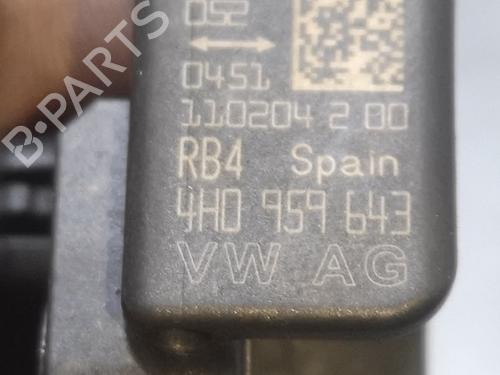 052
0451
110204 2 00
RB4 Spain
4H0 959 643
VW AG
B-PARTS